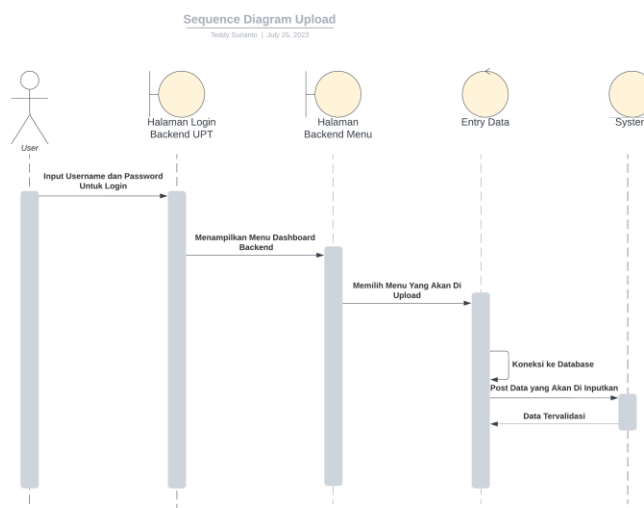 Sequence Diagram Upload
Teddy Surianto | July 25, 2023
Halaman Login
Backend UPT
Halaman
Backend Menu
Entry Data
System
User
Input Username dan Password
Untuk Login
Menampilkan Menu Dashboard
Backend
Memilih Menu Yang Akan Di
Upload
Koneksi ke Database
Post Data yang Akan Di Inputkan
Data Tervalidasi